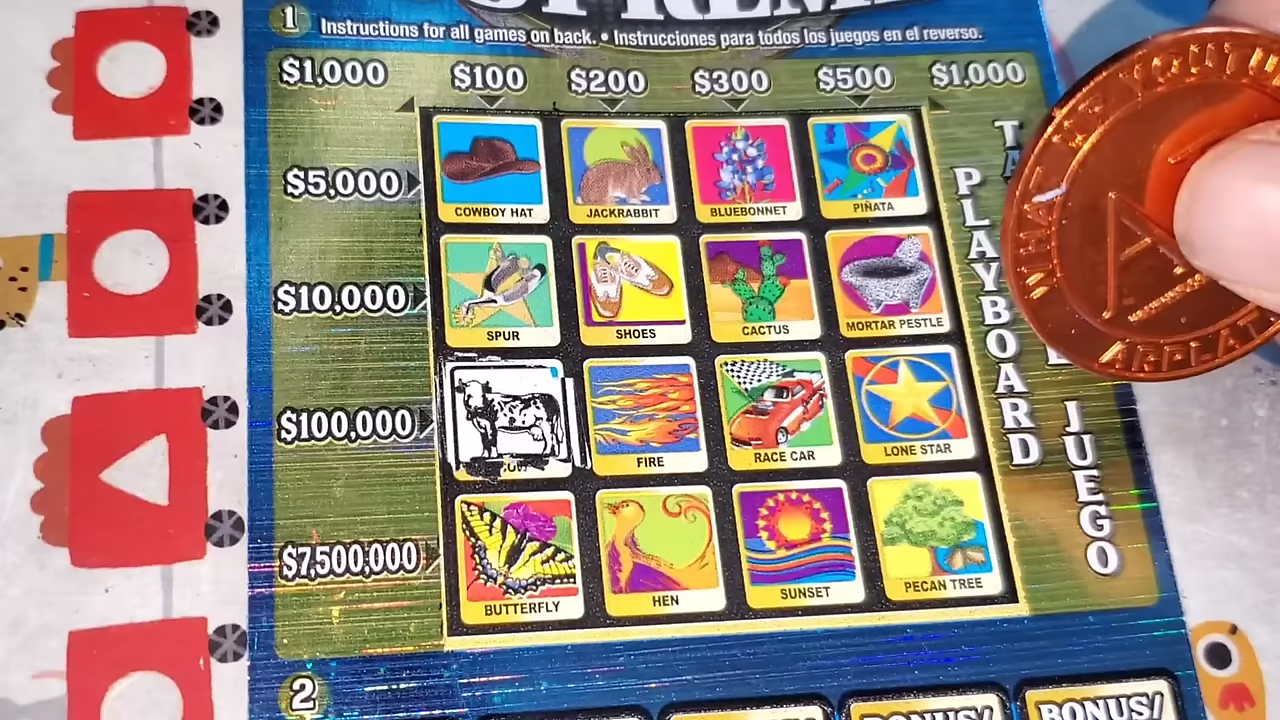 1 Instructions for all games on back. • Instrucciones para todos los juegos en el reverso.
$1,000 $100 $200 $300 $500 $1,000
$5,000
COWBOY HAT JACKRABBIT BLUEBONNET PIÑATA
$10,000
SPUR SHOES CACTUS MORTAR PESTLE
$100,000
FIRE RACE CAR LONE STAR
$7,500,000
BUTTERFLY HEN SUNSET PECAN TREE
PLAYBOARD
JUEGO
2
BONUS/ BONUS/
WHAT
YOU